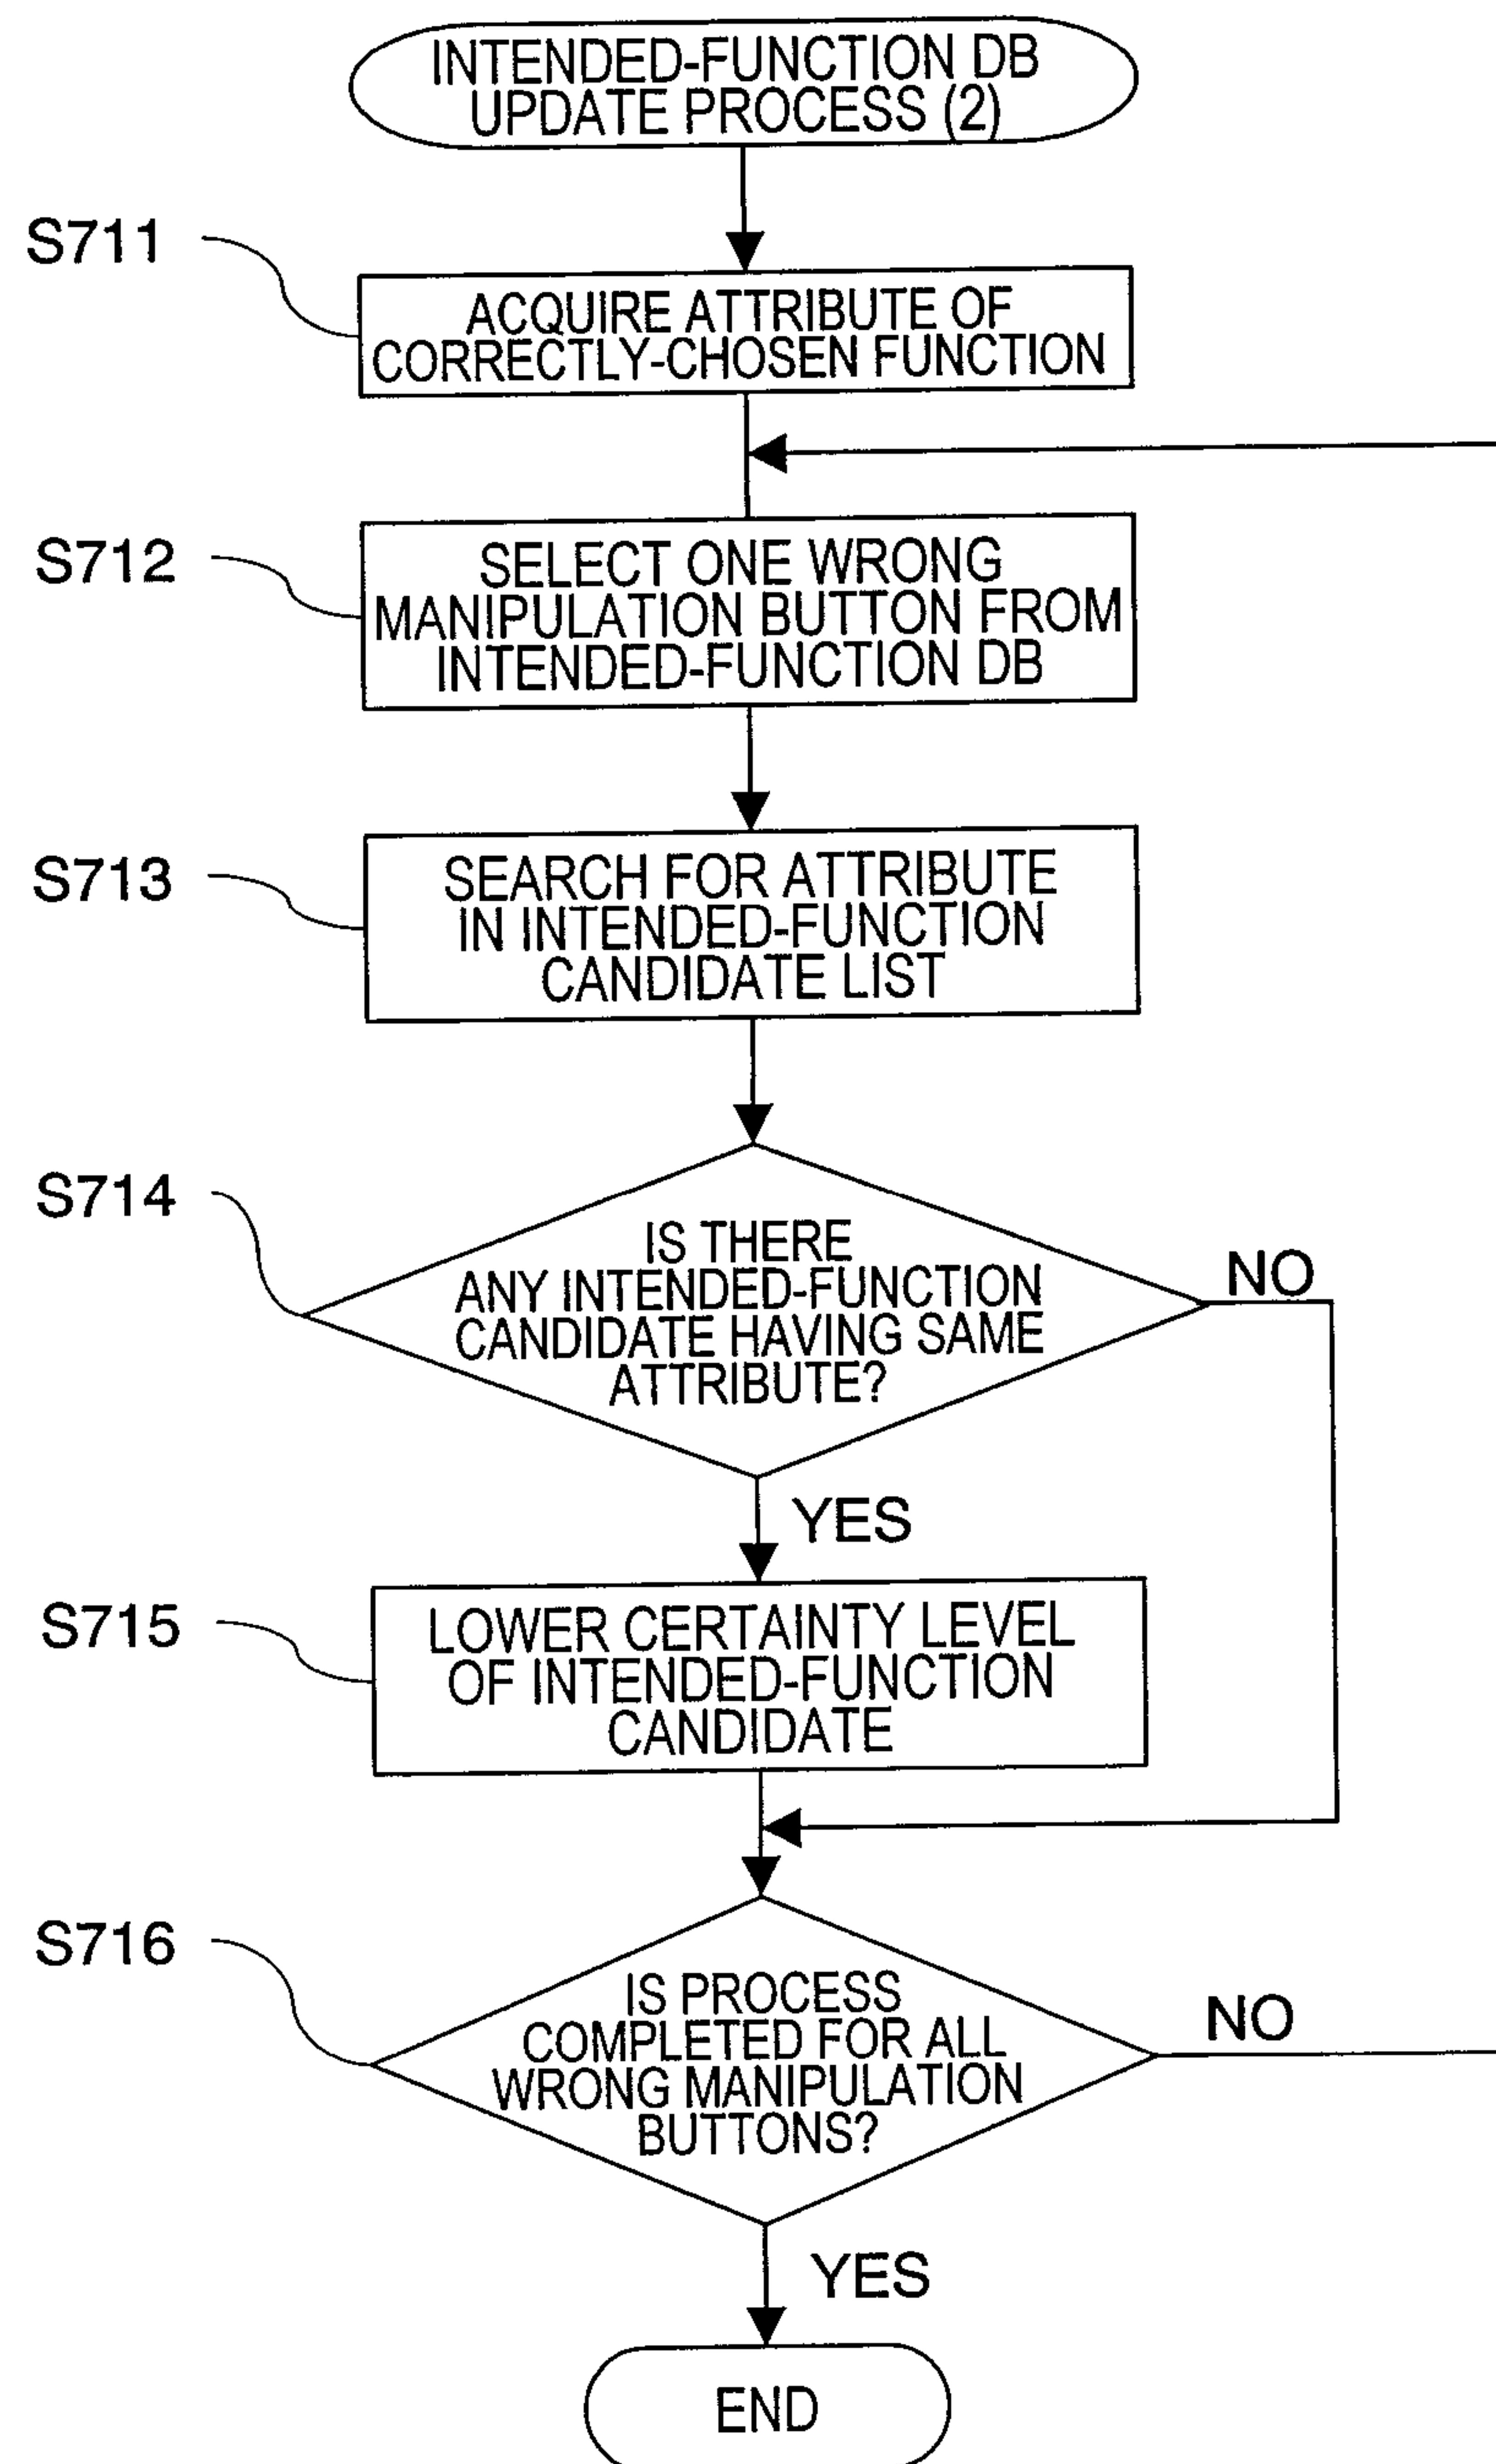 INTENDED-FUNCTION DB
UPDATE PROCESS (2)
S711
ACQUIRE ATTRIBUTE OF
CORRECTLY-CHOSEN FUNCTION
S712
SELECT ONE WRONG
MANIPULATION BUTTON FROM
INTENDED-FUNCTION DB
S713
SEARCH FOR ATTRIBUTE
IN INTENDED-FUNCTION
CANDIDATE LIST
S714
IS THERE
ANY INTENDED-FUNCTION
CANDIDATE HAVING SAME
ATTRIBUTE?
NO
YES
S715
LOWER CERTAINTY LEVEL
OF INTENDED-FUNCTION
CANDIDATE
S716
IS PROCESS
COMPLETED FOR ALL
WRONG MANIPULATION
BUTTONS?
NO
YES
END